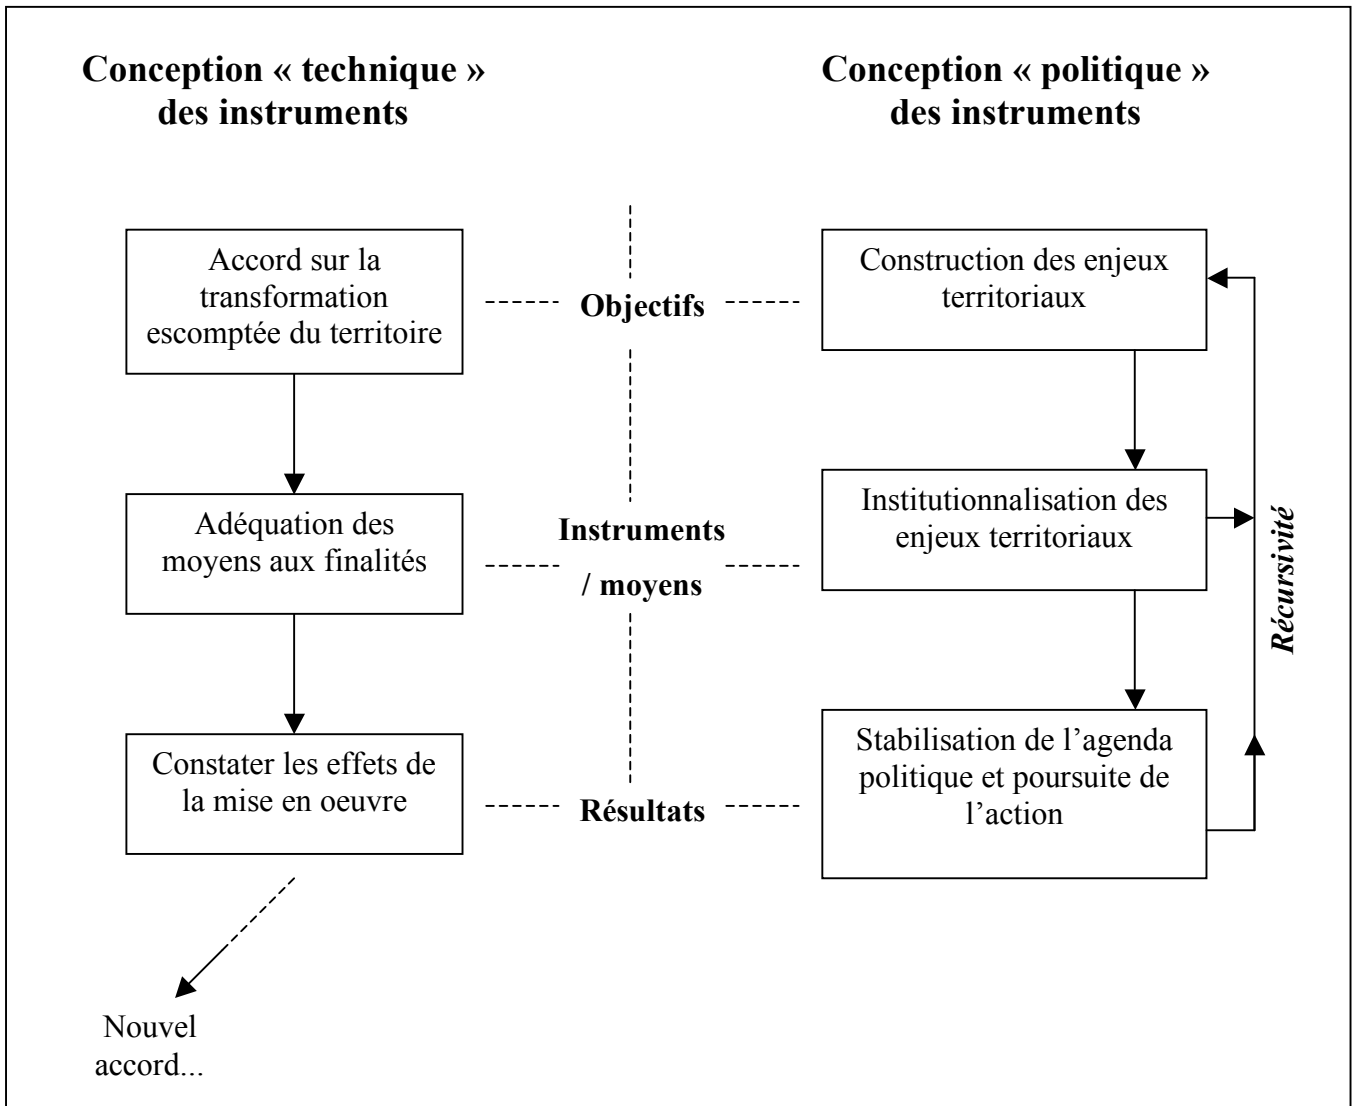 Conception « technique »
des instruments
Conception « politique »
des instruments
Accord sur la
transformation
escomptée du territoire
Objectifs
Construction des enjeux
territoriaux
Adéquation des
moyens aux finalités
Instruments
/ moyens
Institutionnalisation des
enjeux territoriaux
Récursivité
Constater les effets de
la mise en oeuvre
Résultats
Stabilisation de l’agenda
politique et poursuite de
l’action
Nouvel
accord...